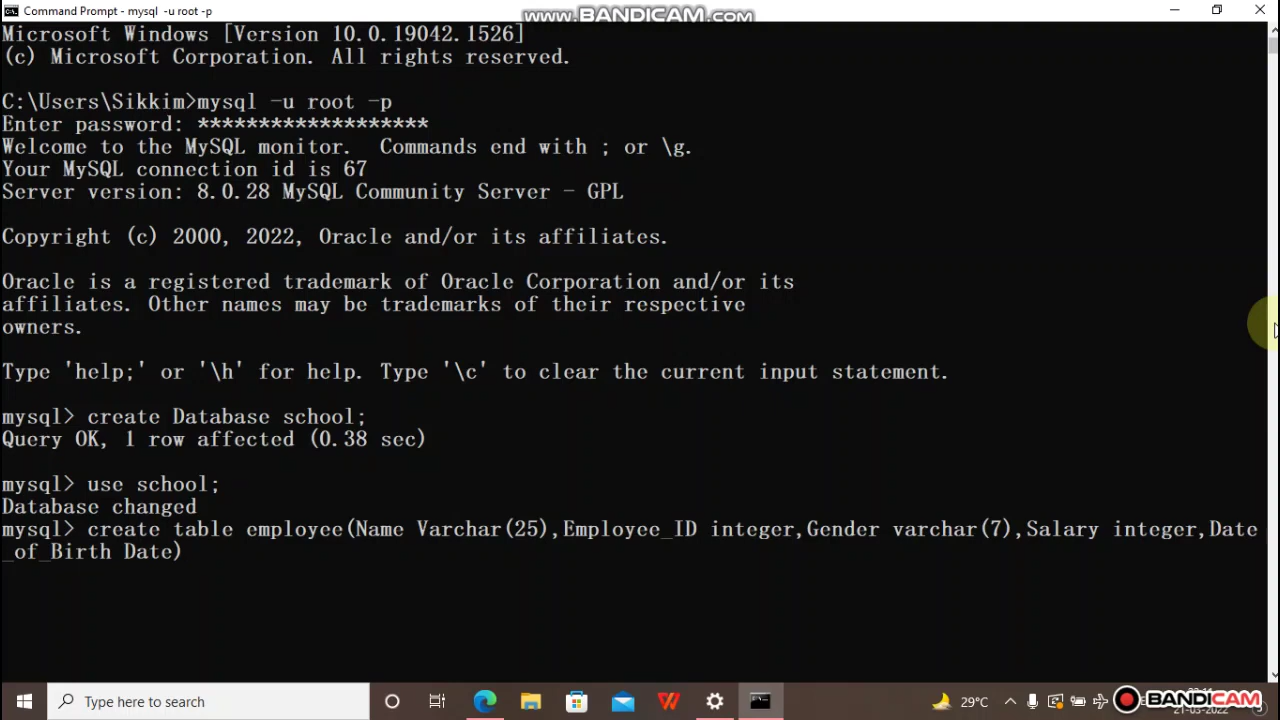 Command Prompt - mysql -u root -p
www.BANDICAM.com
Microsoft Windows [Version 10.0.19042.1526]
(c) Microsoft Corporation. All rights reserved.
C:\Users\Sikkim>mysql -u root -p
Enter password: *******************
Welcome to the MySQL monitor.  Commands end with ; or \g.
Your MySQL connection id is 67
Server version: 8.0.28 MySQL Community Server - GPL
Copyright (c) 2000, 2022, Oracle and/or its affiliates.
Oracle is a registered trademark of Oracle Corporation and/or its
affiliates. Other names may be trademarks of their respective
owners.
Type 'help;' or '\h' for help. Type '\c' to clear the current input statement.
mysql> create Database school;
Query OK, 1 row affected (0.38 sec)
mysql> use school;
Database changed
mysql> create table employee(Name Varchar(25),Employee_ID integer,Gender varchar(7),Salary integer,Date
_of_Birth Date)
Type here to search
29°C
BANDICAM
21-03-2022